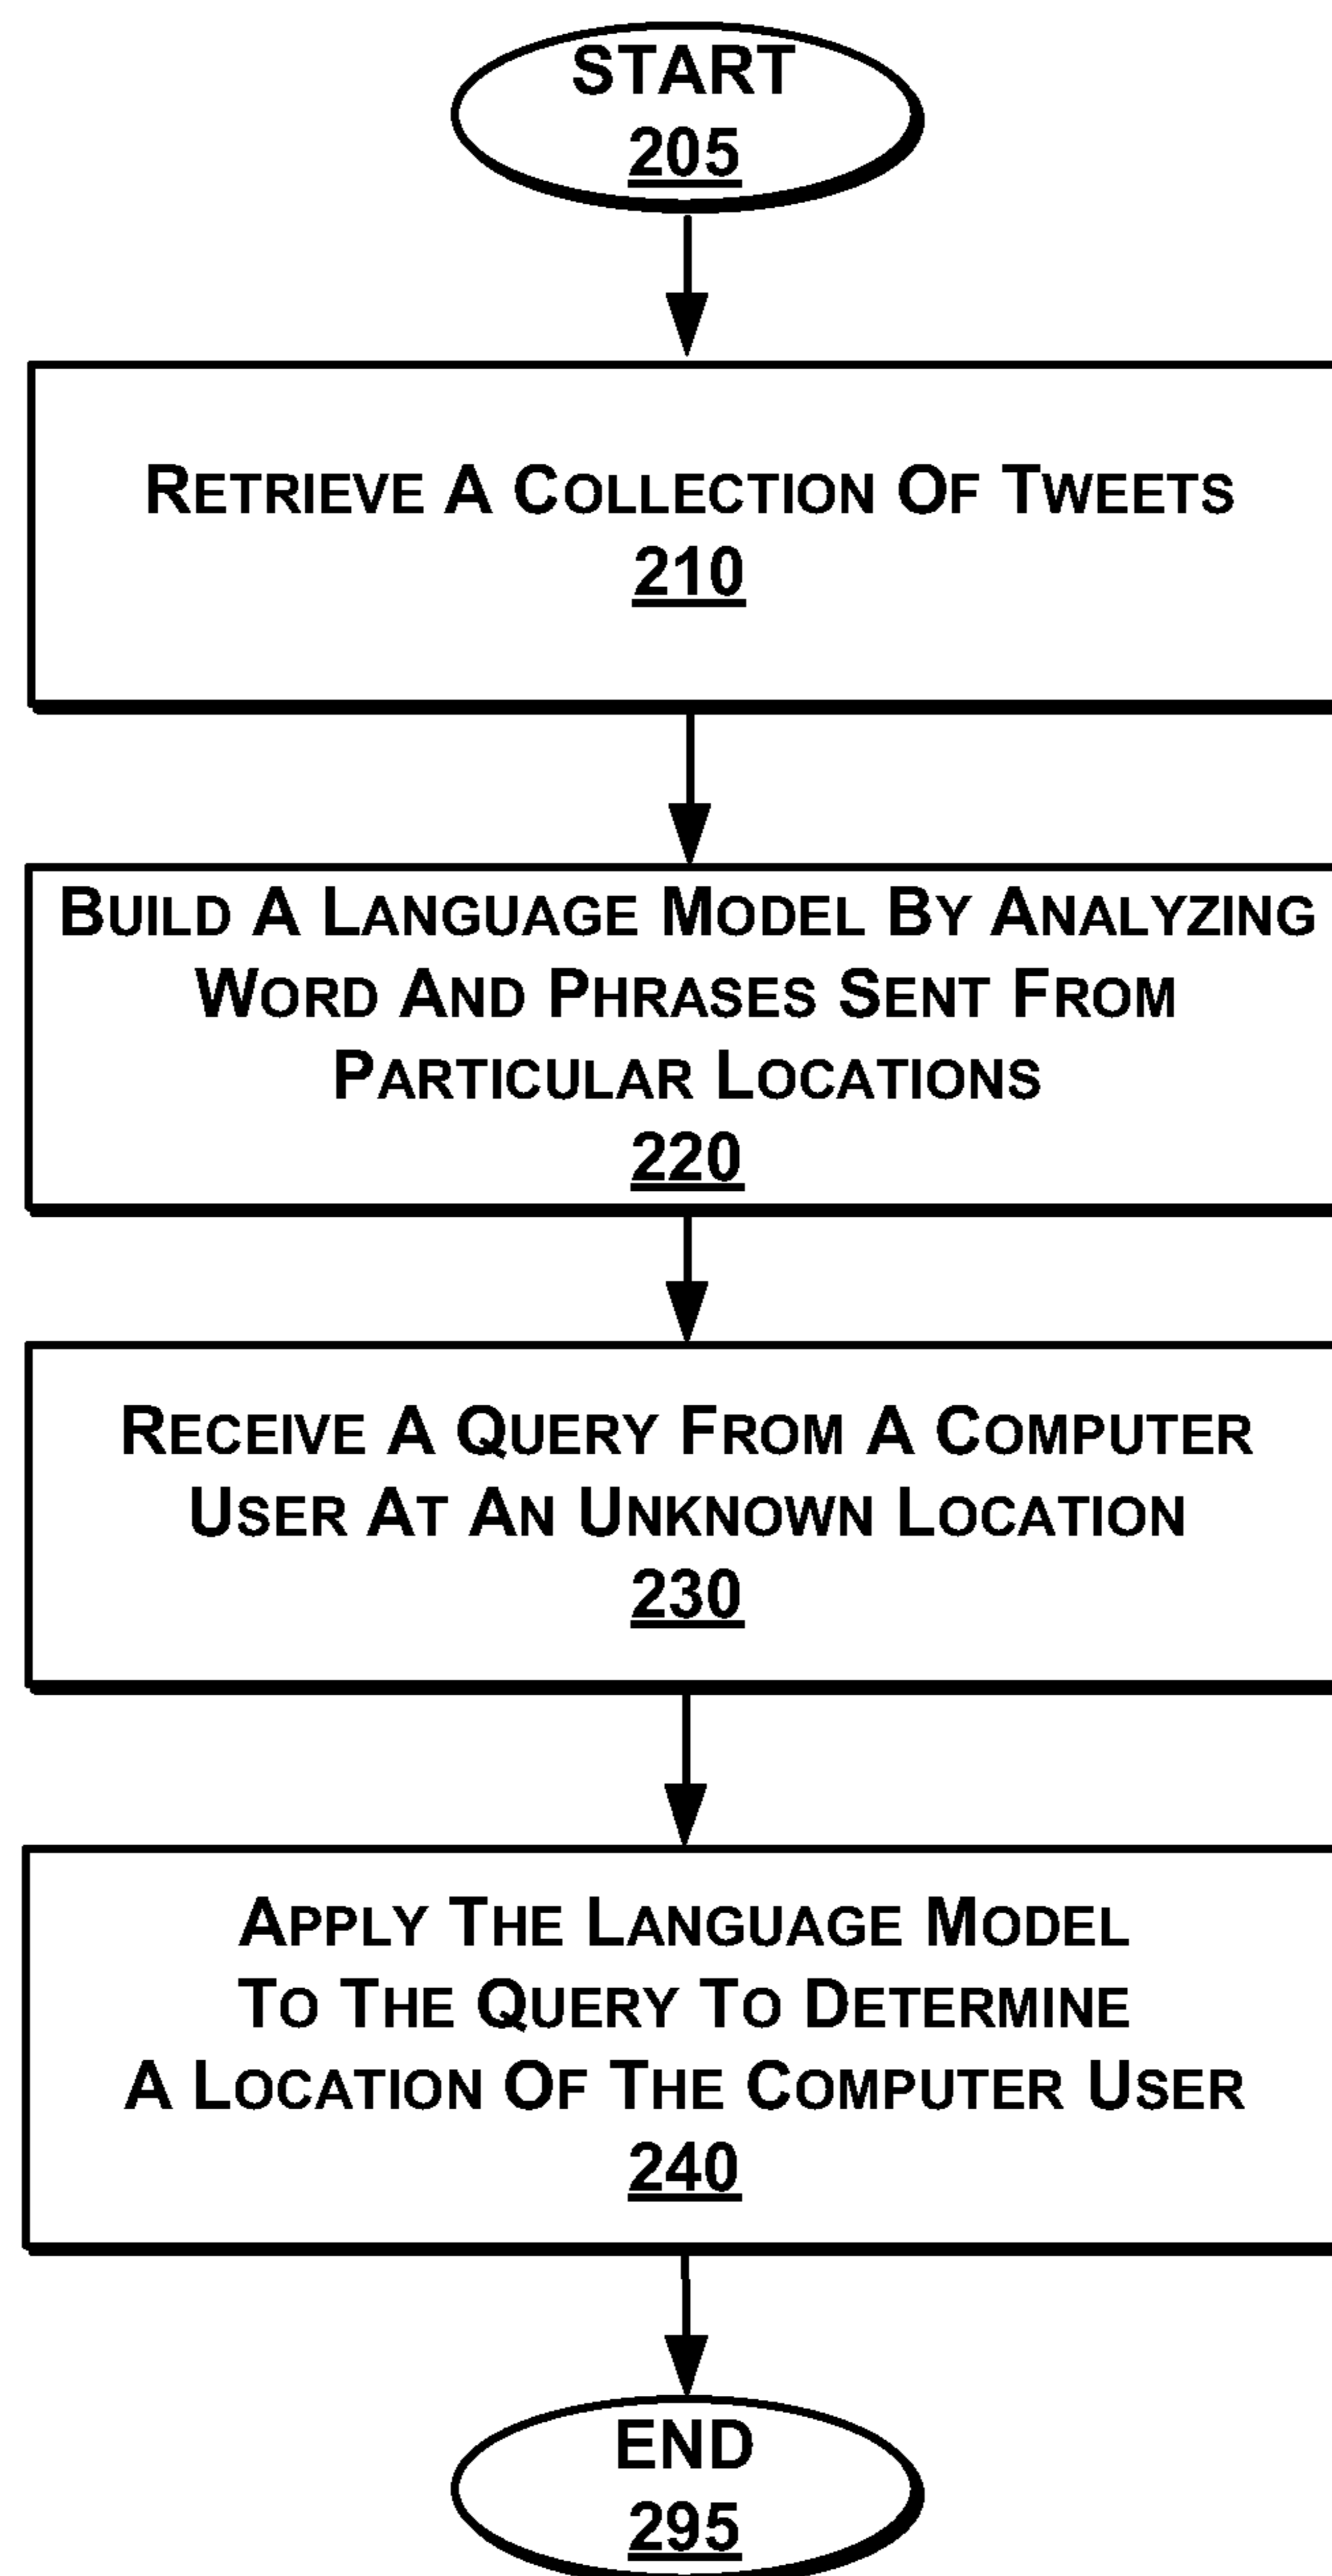 START
205
RETRIEVE A COLLECTION OF TWEETS
210
BUILD A LANGUAGE MODEL BY ANALYZING
WORD AND PHRASES SENT FROM
PARTICULAR LOCATIONS
220
RECEIVE A QUERY FROM A COMPUTER
USER AT AN UNKNOWN LOCATION
230
APPLY THE LANGUAGE MODEL
TO THE QUERY TO DETERMINE
A LOCATION OF THE COMPUTER USER
240
END
295